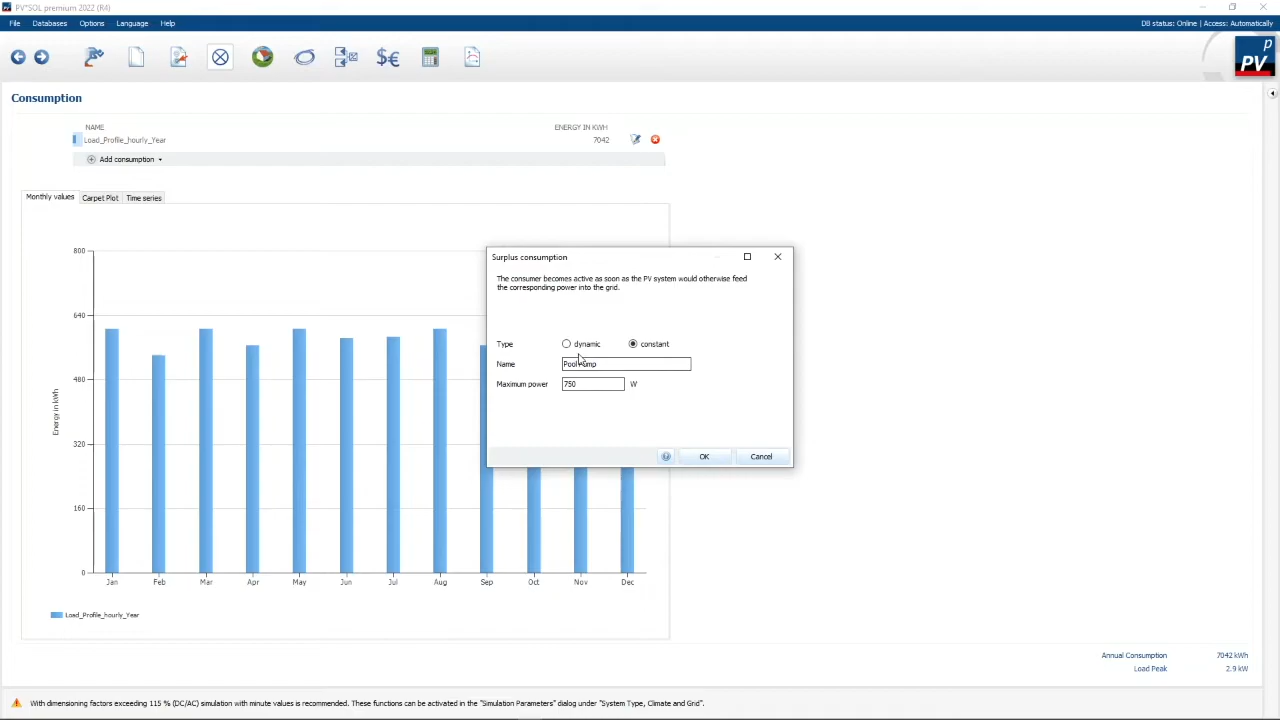 PV*SOL premium 2022 (R4)
File Databases Options Language Help
DB status: Online | Access: Automatically
$€
p
PV
Consumption
NAME ENERGY IN KWH
Load_Profile_hourly_Year 7042
Add consumption
Monthly values Carpet Plot Time series
800
640
480
320
160
0
Energy in kWh
Jan Feb Mar Apr May Jun Jul Aug Sep Oct Nov Dec
Load_Profile_hourly_Year
Surplus consumption
The consumer becomes active as soon as the PV system would otherwise feed
the corresponding power into the grid.
Type dynamic constant
Name Pool Pump
Maximum power 750 W
OK Cancel
Annual Consumption 7042 kWh
Load Peak 2.9 kW
With dimensioning factors exceeding 115 % (DC/AC) simulation with minute values is recommended. These functions can be activated in the "Simulation Parameters" dialog under "System Type, Climate and Grid".